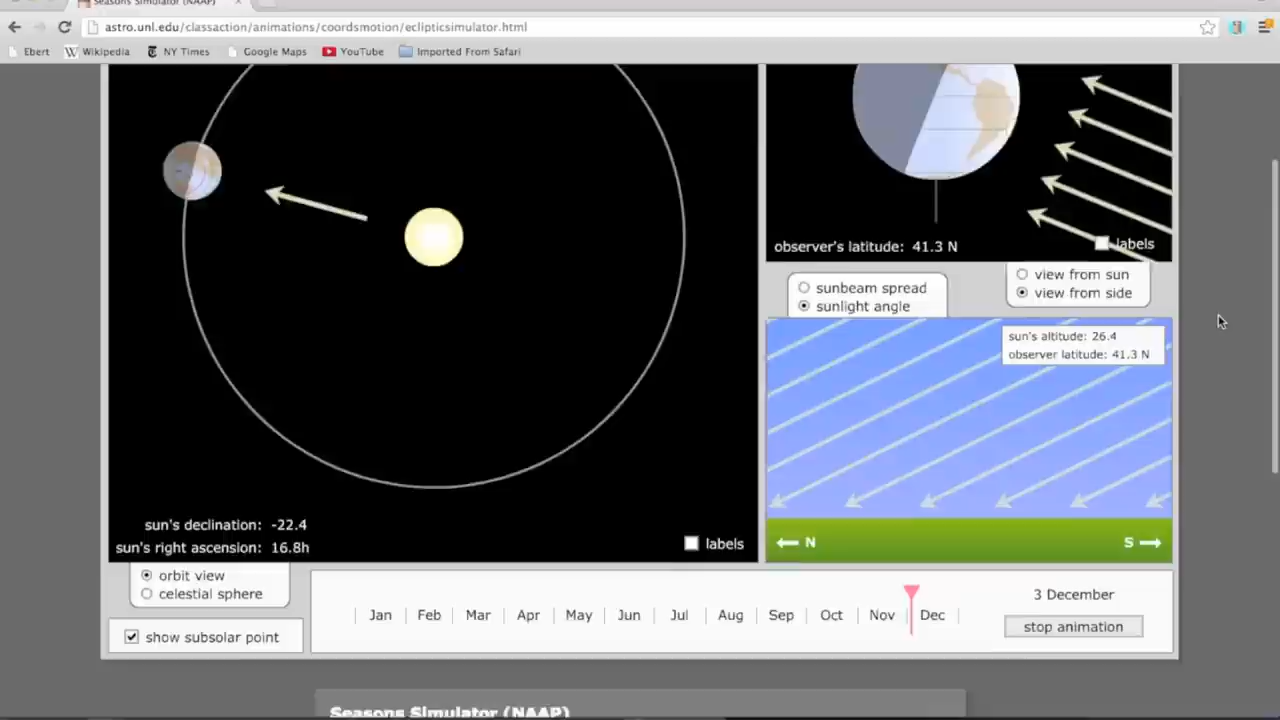 Seasons Simulator (NAAP)
astro.unl.edu/classaction/animations/coordsmotion/eclipticsimulator.html
Ebert Wikipedia NY Times Google Maps YouTube Imported From Safari
observer's latitude: 41.3 N
labels
view from sun
view from side
sunbeam spread
sunlight angle
sun's altitude: 26.4
observer latitude: 41.3 N
N
S
sun's declination: -22.4
sun's right ascension: 16.8h
labels
orbit view
celestial sphere
show subsolar point
Jan Feb Mar Apr May Jun Jul Aug Sep Oct Nov Dec
3 December
stop animation
Seasons Simulator (NAAP)